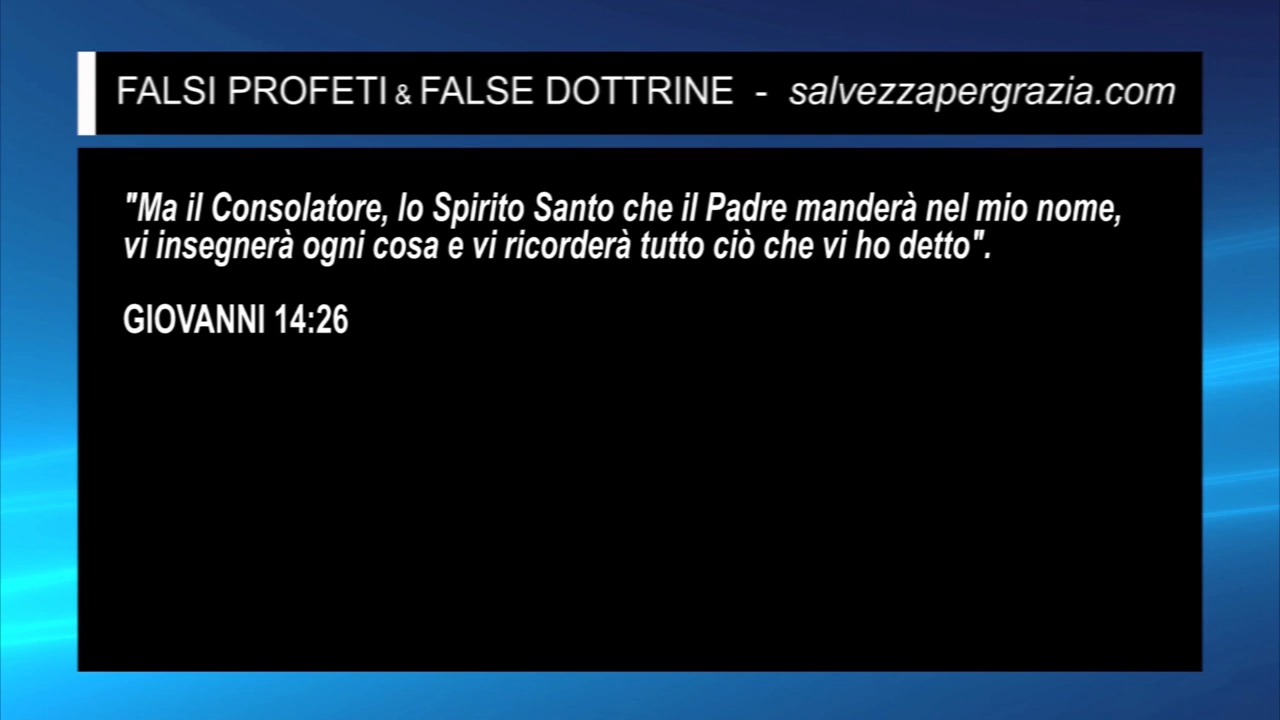 FALSI PROFETI & FALSE DOTTRINE - salvezzapergrazia.com
"Ma il Consolatore, lo Spirito Santo che il Padre manderà nel mio nome,
vi insegnerà ogni cosa e vi ricorderà tutto ciò che vi ho detto".
GIOVANNI 14:26